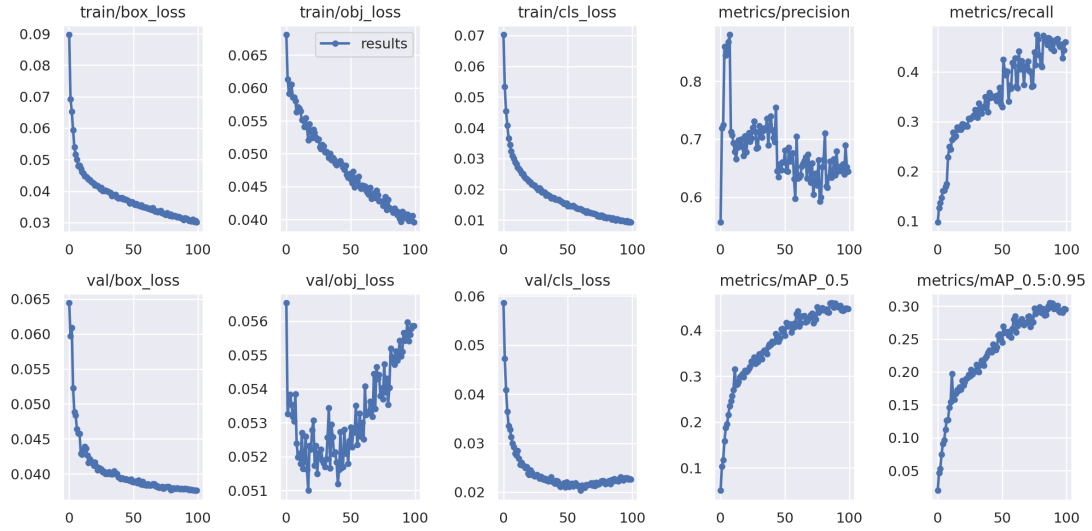 train/box_loss
0.09
0.08
0.07
0.06
0.05
0.04
0.03
0 50 100
train/obj_loss
results
0.065
0.060
0.055
0.050
0.045
0.040
0 50 100
train/cls_loss
0.07
0.06
0.05
0.04
0.03
0.02
0.01
0 50 100
metrics/precision
0.8
0.7
0.6
0 50 100
metrics/recall
0.4
0.3
0.2
0.1
0 50 100
val/box_loss
0.065
0.060
0.055
0.050
0.045
0.040
0 50 100
val/obj_loss
0.056
0.055
0.054
0.053
0.052
0.051
0 50 100
val/cls_loss
0.06
0.05
0.04
0.03
0.02
0 50 100
metrics/mAP_0.5
0.4
0.3
0.2
0.1
0 50 100
metrics/mAP_0.5:0.95
0.30
0.25
0.20
0.15
0.10
0.05
0 50 100